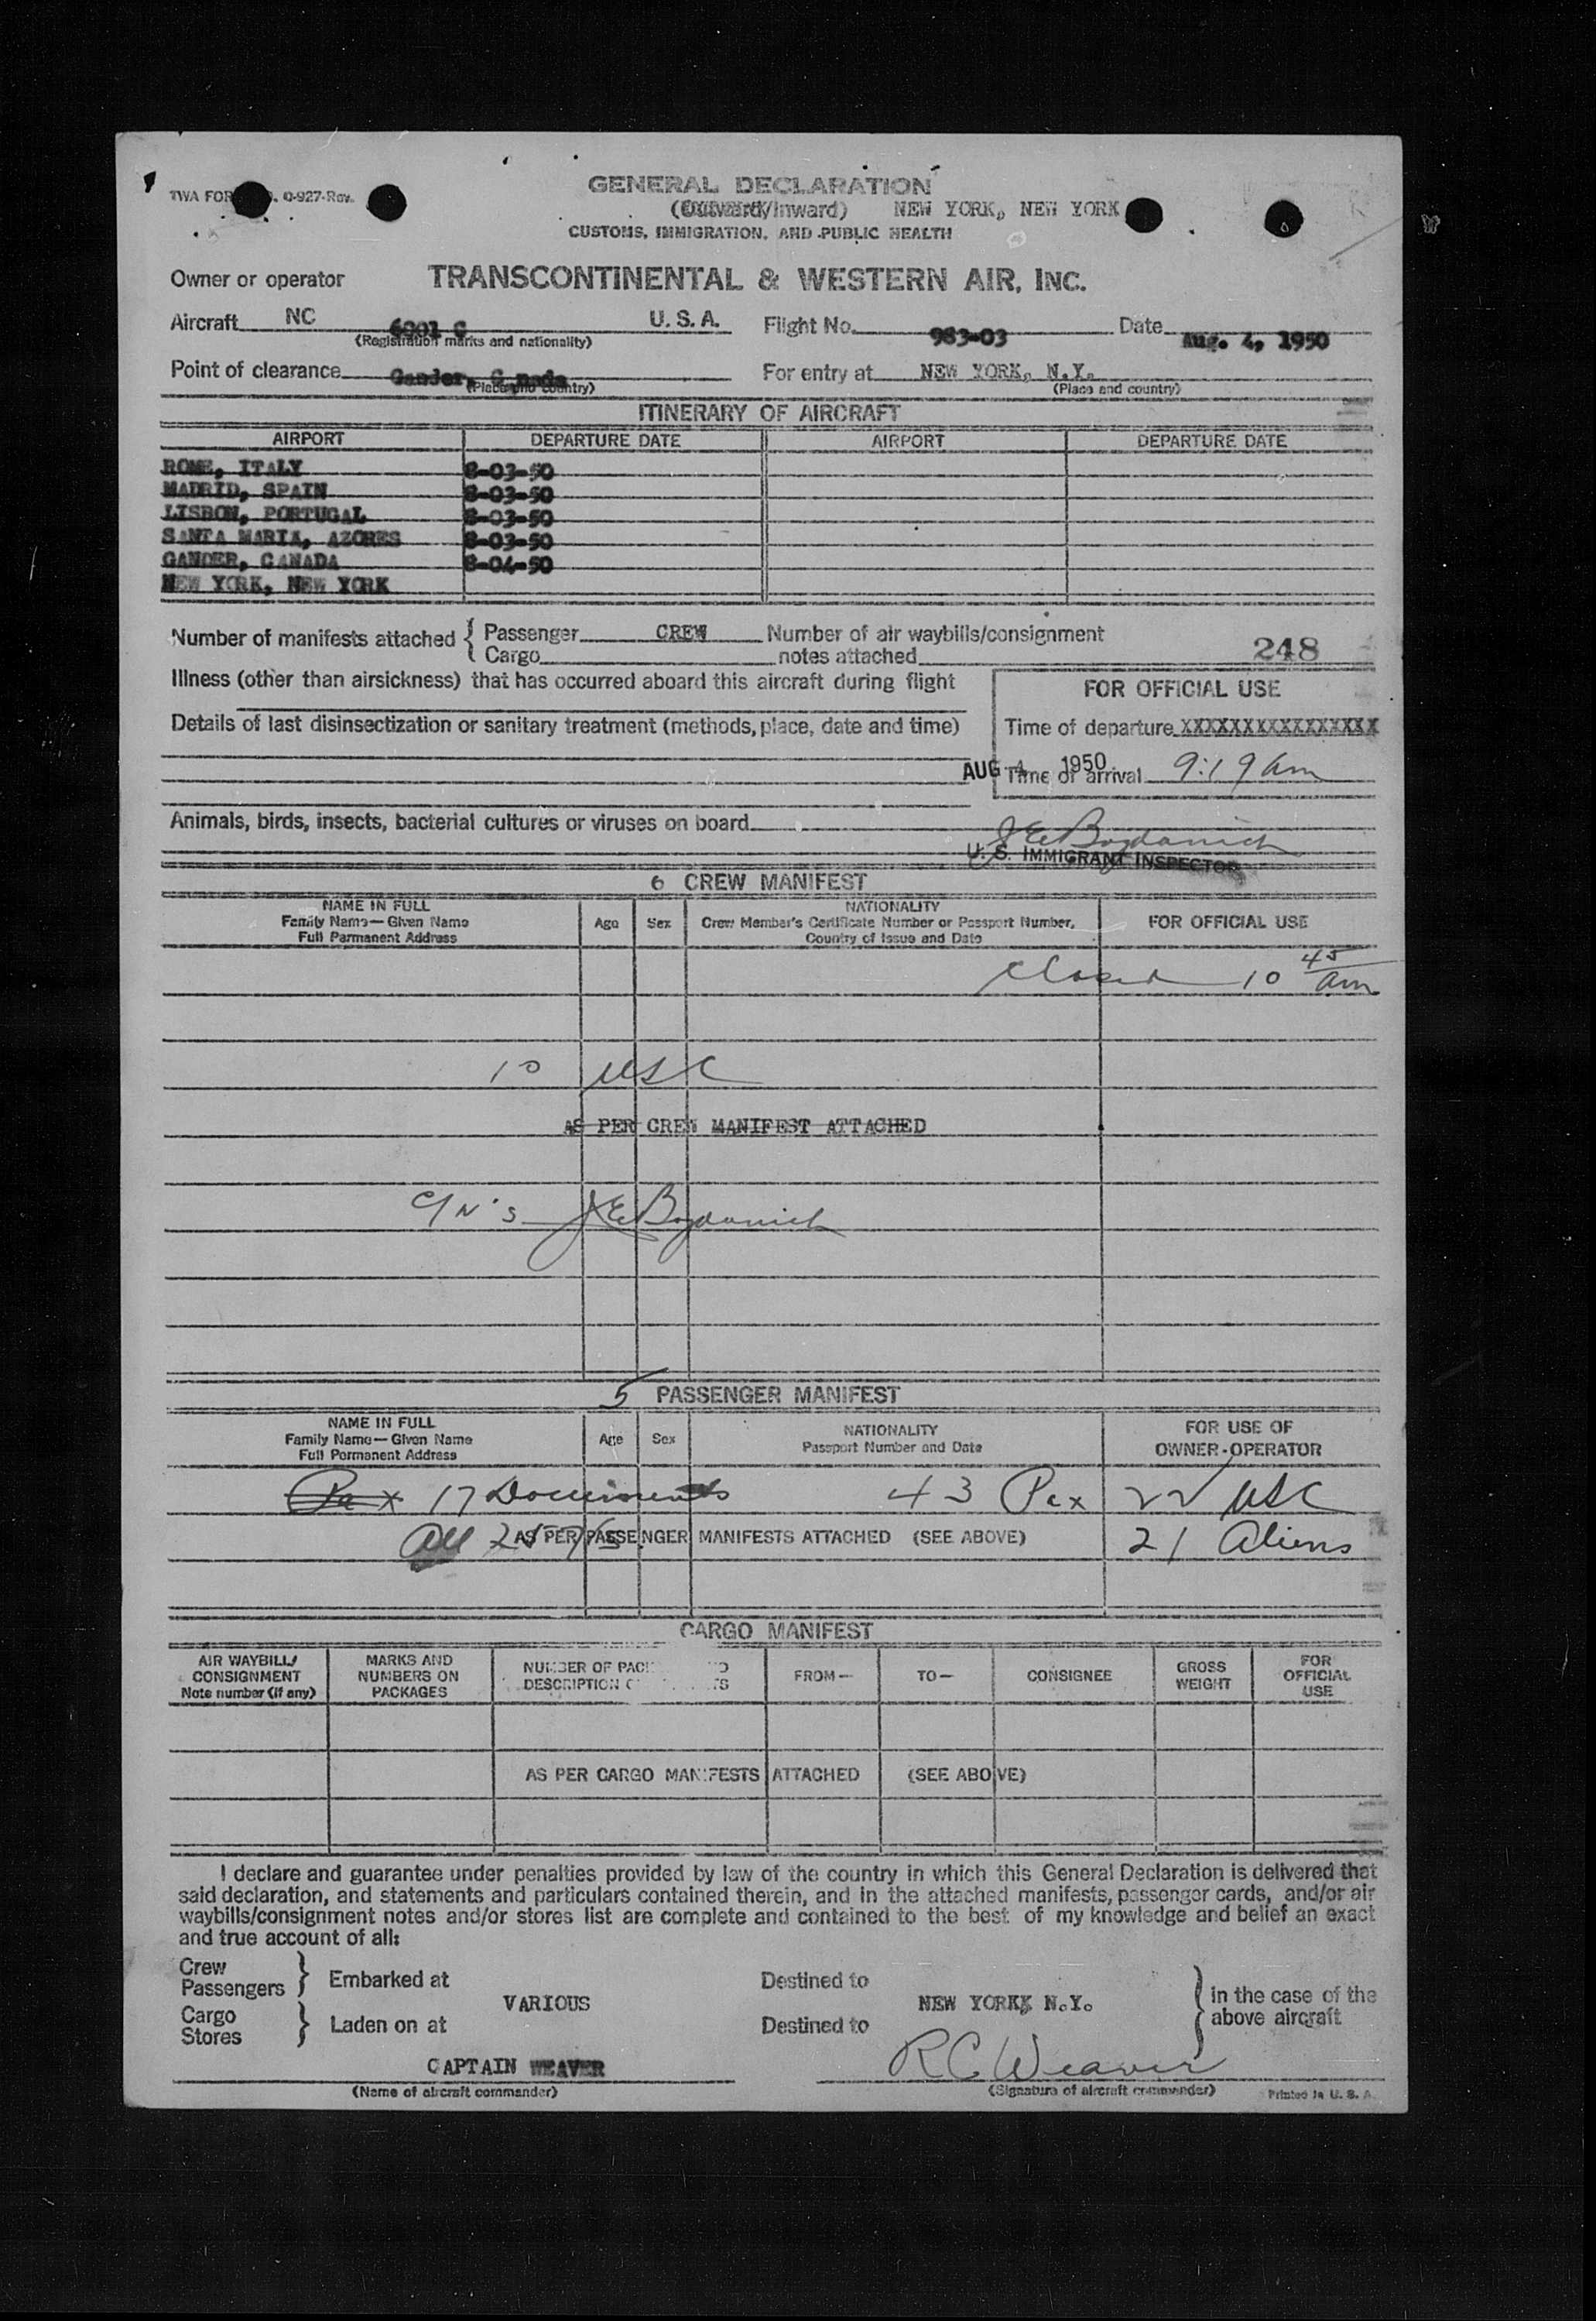 TWA FOR . 0-927-Rev.
GENERAL DECLARATION
(Outward/Inward) NEW YORK, NEW YORK
CUSTOMS, IMMIGRATION, AND PUBLIC HEALTH
Owner or operator TRANSCONTINENTAL & WESTERN AIR, INC.
Aircraft NC 6001 C U. S. A. Flight No. 983-03 Date Aug. 4, 1950
(Registration marks and nationality)
Point of clearance Gander, C nada For entry at NEW YORK, N.Y.
(Place and country) (Place and country)
ITINERARY OF AIRCRAFT
AIRPORT DEPARTURE DATE AIRPORT DEPARTURE DATE
ROME, ITALY 8-03-50
MADRID, SPAIN 8-03-50
LISBON, PORTUGAL 8-03-50
SANTA MARIA, AZORES 8-03-50
GANDER, CANADA 8-04-50
NEW YORK, NEW YORK
Number of manifests attached { Passenger CREW Number of air waybills/consignment
Cargo notes attached 248
Illness (other than airsickness) that has occurred aboard this aircraft during flight
FOR OFFICIAL USE
Details of last disinsectization or sanitary treatment (methods, place, date and time)
Time of departure XXXXXXXXXXXXXXXX
AUG 4 1950
Time of arrival 9:19 am
Animals, birds, insects, bacterial cultures or viruses on board
J E Bogdanich
U. S. IMMIGRANT INSPECTOR
6 CREW MANIFEST
NAME IN FULL
Family Name—Given Name
Full Permanent Address
Age Sex
NATIONALITY
Crew Member's Certificate Number or Passport Number,
Country of Issue and Date
FOR OFFICIAL USE
Closed 10 45 am
10 USC
AS PER CREW MANIFEST ATTACHED
J E Bogdanich
5 PASSENGER MANIFEST
NAME IN FULL
Family Name—Given Name
Full Permanent Address
Age Sex
NATIONALITY
Passport Number and Date
FOR USE OF
OWNER-OPERATOR
Pax 17 Documents 43 Pax 22 USC
All AS PER PASSENGER MANIFESTS ATTACHED (SEE ABOVE) 21 Aliens
CARGO MANIFEST
AIR WAYBILL/
CONSIGNMENT
Note number (if any)
MARKS AND
NUMBERS ON
PACKAGES
NUMBER OF PAC
DESCRIPTION
FROM—
TO—
CONSIGNEE
GROSS
WEIGHT
FOR
OFFICIAL
USE
AS PER CARGO MANIFESTS ATTACHED (SEE ABOVE)
I declare and guarantee under penalties provided by law of the country in which this General Declaration is delivered that
said declaration, and statements and particulars contained therein, and in the attached manifests, passenger cards, and/or air
waybills/consignment notes and/or stores list are complete and contained to the best of my knowledge and belief an exact
and true account of all:
Crew
Passengers } Embarked at Destined to
VARIOUS NEW YORK, N.Y. } in the case of the
above aircraft
Cargo
Stores } Laden on at Destined to
CAPTAIN WEAVER R C Weaver
(Name of aircraft commander) (Signature of aircraft commander) Printed in U. S. A.